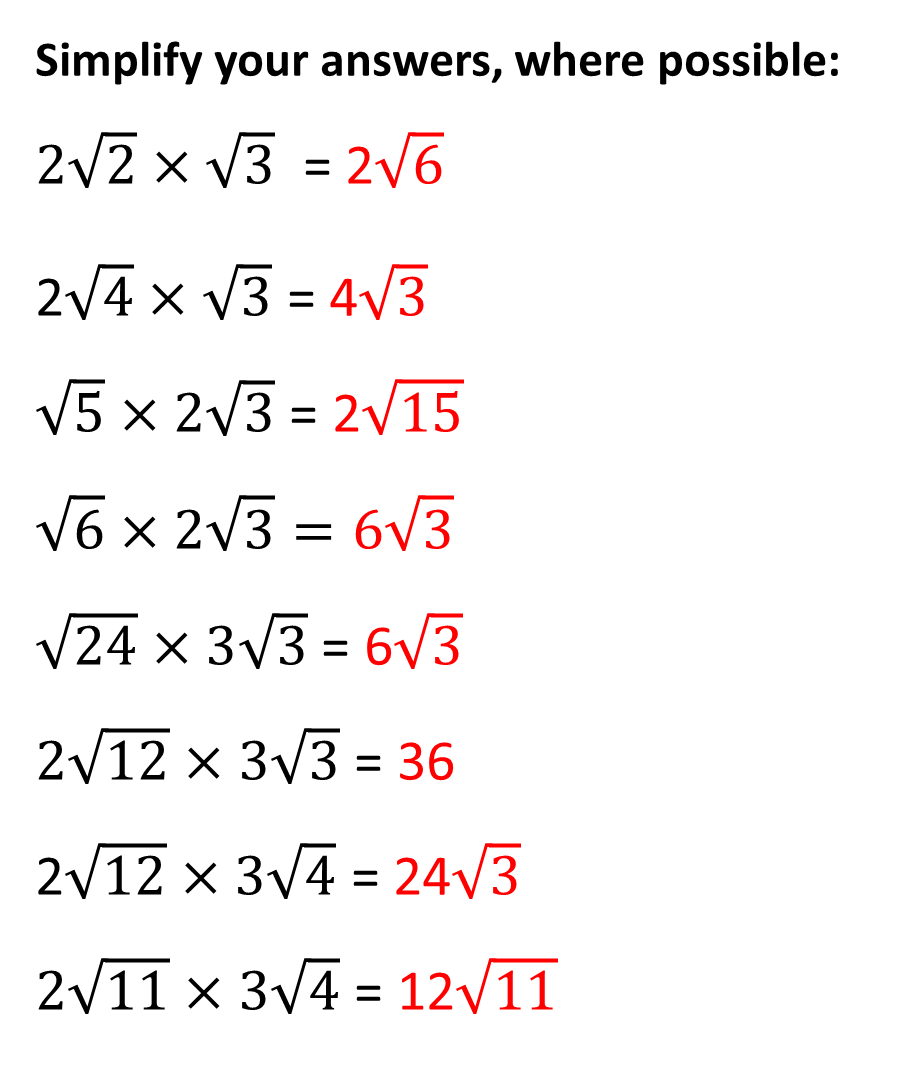 Simplify your answers, where possible:
2√2 × √3 = 2√6
2√4 × √3 = 4√3
√5 × 2√3 = 2√15
√6 × 2√3 = 6√3
√24 × 3√3 = 6√3
2√12 × 3√3 = 36
2√12 × 3√4 = 24√3
2√11 × 3√4 = 12√11